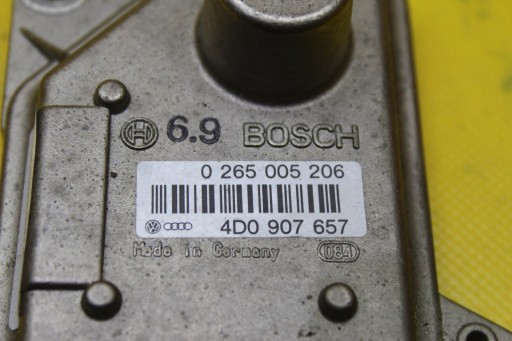 6.9 BOSCH
0 265 005 206
4D0 907 657
Made in Germany 084